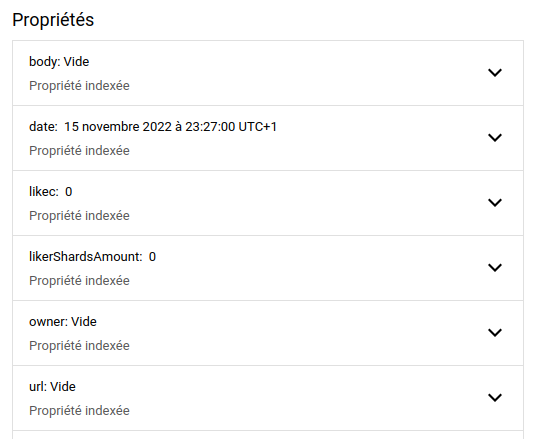 Propriétés
body: Vide
Propriété indexée
date: 15 novembre 2022 à 23:27:00 UTC+1
Propriété indexée
likec: 0
Propriété indexée
likerShardsAmount: 0
Propriété indexée
owner: Vide
Propriété indexée
url: Vide
Propriété indexée